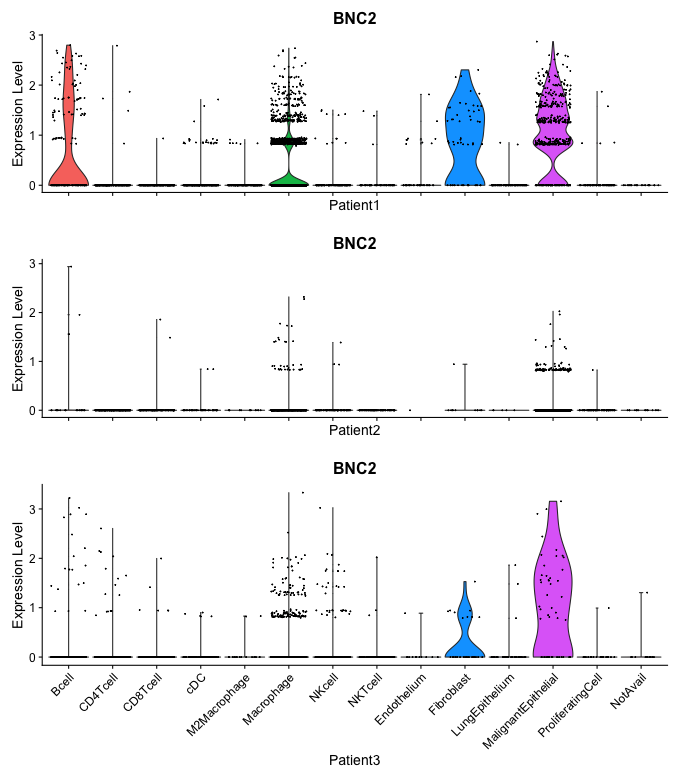 BNC2
Expression Level
3
2
1
0
Patient1
BNC2
Expression Level
3
2
1
0
Patient2
BNC2
Expression Level
3
2
1
0
Bcell
CD4Tcell
CD8Tcell
cDC
M2Macrophage
Macrophage
NKcell
NKTcell
Endothelium
Fibroblast
LungEpithelium
MalignantEpithelial
ProliferatingCell
NotAvail
Patient3